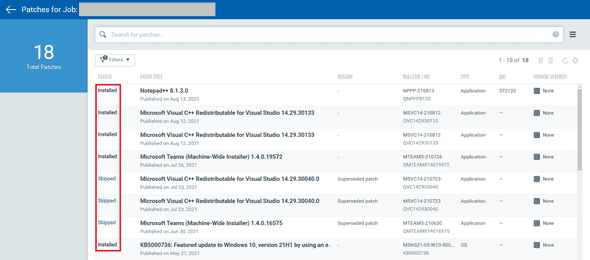 Patches for Job:
18
Total Patches
Search for patches...
Filters
1 - 18 of 18
STATUS PATCH TITLE REASON BULLETIN / KB TYPE QID VENDOR SEVERITY
Installed Notepad++ 8.1.3.0 - NPPP-210813 Application 372120 None
Published on Aug 13, 2021 QNPPP8130
Installed Microsoft Visual C++ Redistributable for Visual Studio 14.29.30133 - MSVC14-210812 Application — None
Published on Aug 12, 2021 QVC142930133
Installed Microsoft Visual C++ Redistributable for Visual Studio 14.29.30133 - MSVC14-210812 Application — None
Published on Aug 12, 2021 QVC142930133
Installed Microsoft Teams (Machine-Wide Installer) 1.4.0.19572 - MTEAMS-210726 Application — None
Published on Jul 26, 2021 QMTEAMS14019572
Skipped Microsoft Visual C++ Redistributable for Visual Studio 14.29.30040.0 Superseded patch MSVC14-210723 Application — None
Published on Jul 23, 2021 QVC142930040
Skipped Microsoft Visual C++ Redistributable for Visual Studio 14.29.30040.0 Superseded patch MSVC14-210723 Application — None
Published on Jul 23, 2021 QVC142930040
Skipped Microsoft Teams (Machine-Wide Installer) 1.4.0.16575 Superseded patch MTEAMS-210630 Application — None
Published on Jun 30, 2021 QMTEAMS14016575
Installed KB5000736: Featured update to Windows 10, version 21H1 by using an e... - MSNS21-05-W10-500... OS — None
Published on May 27, 2021 QKB5000736